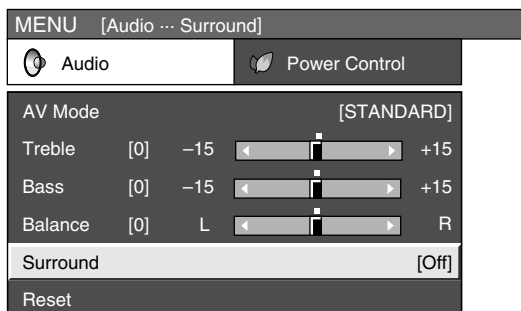 MENU [Audio ··· Surround]
Audio Power Control
AV Mode [STANDARD]
Treble [0] –15 +15
Bass [0] –15 +15
Balance [0] L R
Surround [Off]
Reset